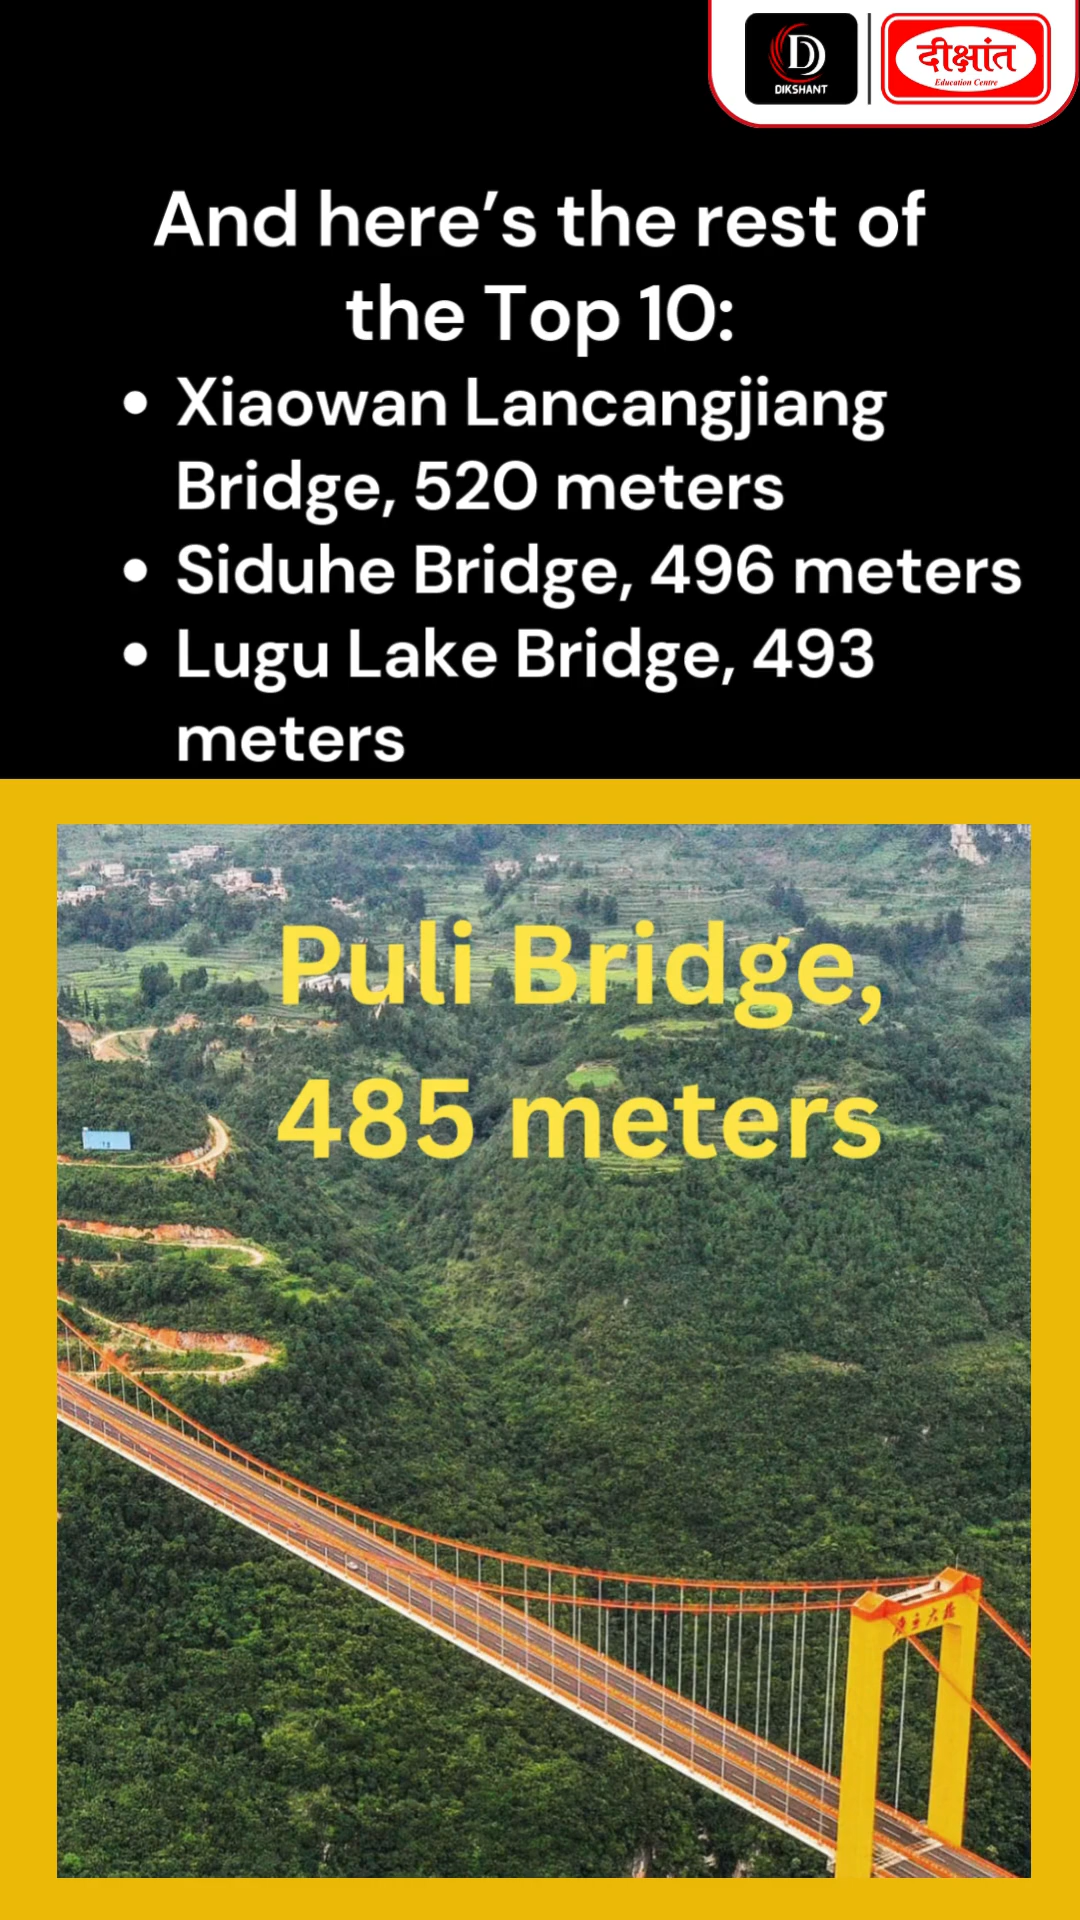 DIKSHANT
दीक्षांत
Education Centre
And here’s the rest of
the Top 10:
• Xiaowan Lancangjiang
Bridge, 520 meters
• Siduhe Bridge, 496 meters
• Lugu Lake Bridge, 493
meters
Puli Bridge,
485 meters